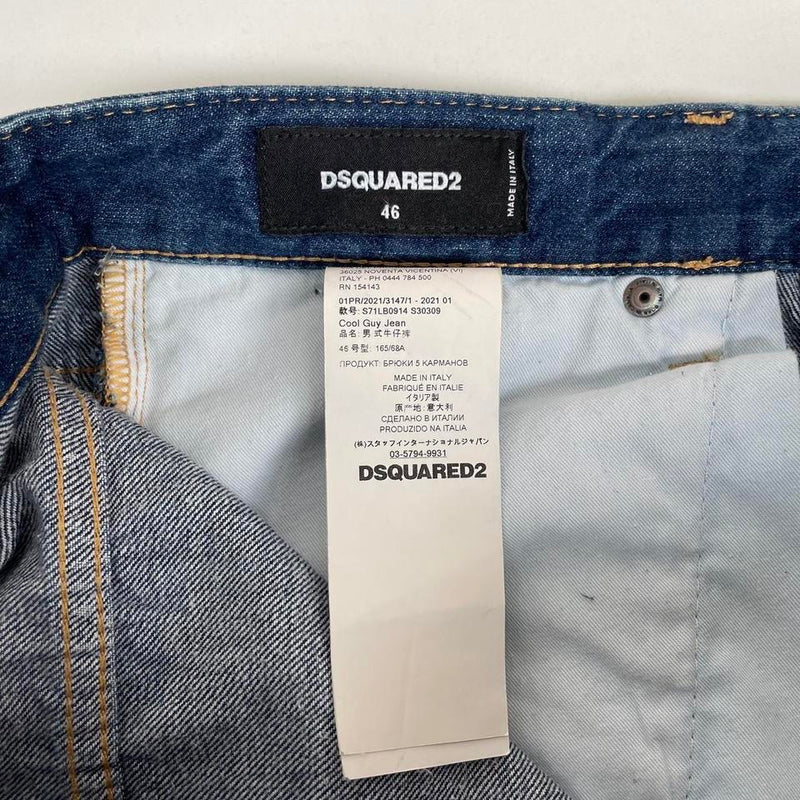 DSQUARED2
46
MADE IN ITALY
36025 NOVENTA VICENTINA (VI)
ITALY - PH 0444 784 500
RN 154143
01PR/2021/3147/1 - 2021 01
款号: S71LB0914 S30309
Cool Guy Jean
品名: 男式牛仔裤
46 号型: 165/68A
ПРОДУКТ: БРЮКИ 5 КАРМАНОВ
MADE IN ITALY
FABRIQUÉ EN ITALIE
イタリア製
原产地: 意大利
СДЕЛАНО В ИТАЛИИ
PRODUZIDO NA ITALIA
(株)スタッフインターナショナルジャパン
03-5794-9931
DSQUARED2